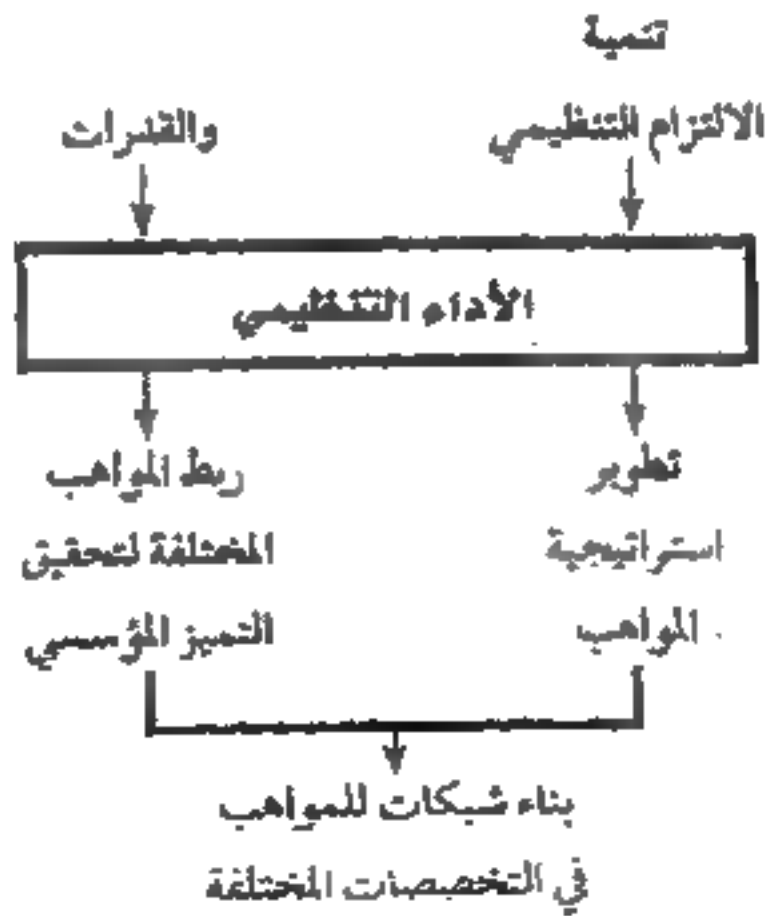 تنمية
الالتزام التنظيمي
والقدرات
الأداء التنظيمي
تطوير
استراتيجية
المواهب
ربط المواهب
المختلفة لتحقيق
التميز المؤسسي
بناء شبكات للمواهب
في التخصصات المختلفة